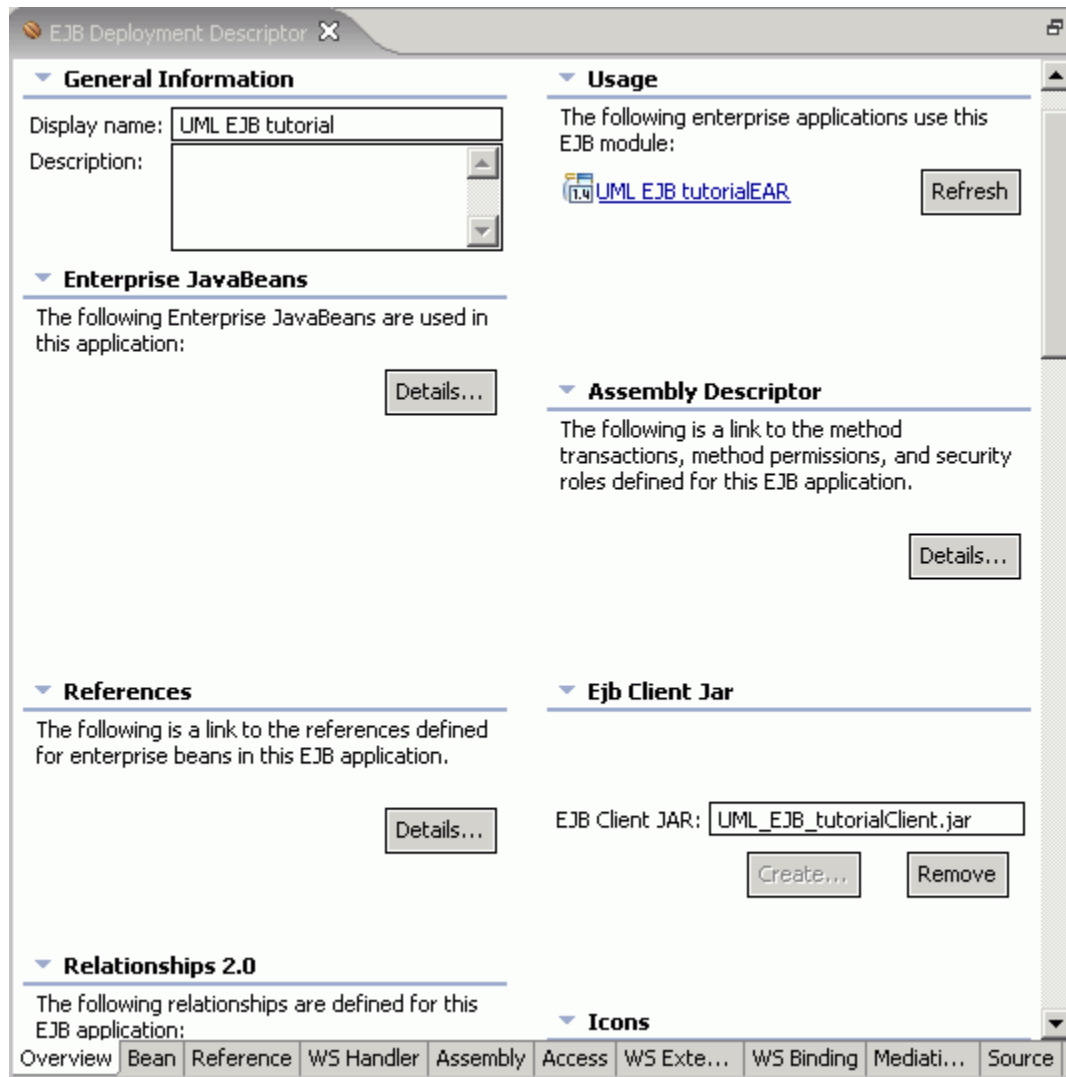 EJB Deployment Descriptor
General Information
Display name: UML EJB tutorial
Description:
Enterprise JavaBeans
The following Enterprise JavaBeans are used in
this application:
Details...
References
The following is a link to the references defined
for enterprise beans in this EJB application.
Details...
Relationships 2.0
The following relationships are defined for this
EJB application:
Usage
The following enterprise applications use this
EJB module:
1.4 UML EJB tutorialEAR
Refresh
Assembly Descriptor
The following is a link to the method
transactions, method permissions, and security
roles defined for this EJB application.
Details...
Ejb Client Jar
EJB Client JAR: UML_EJB_tutorialClient.jar
Create... Remove
Icons
Overview Bean Reference WS Handler Assembly Access WS Exte... WS Binding Mediati... Source